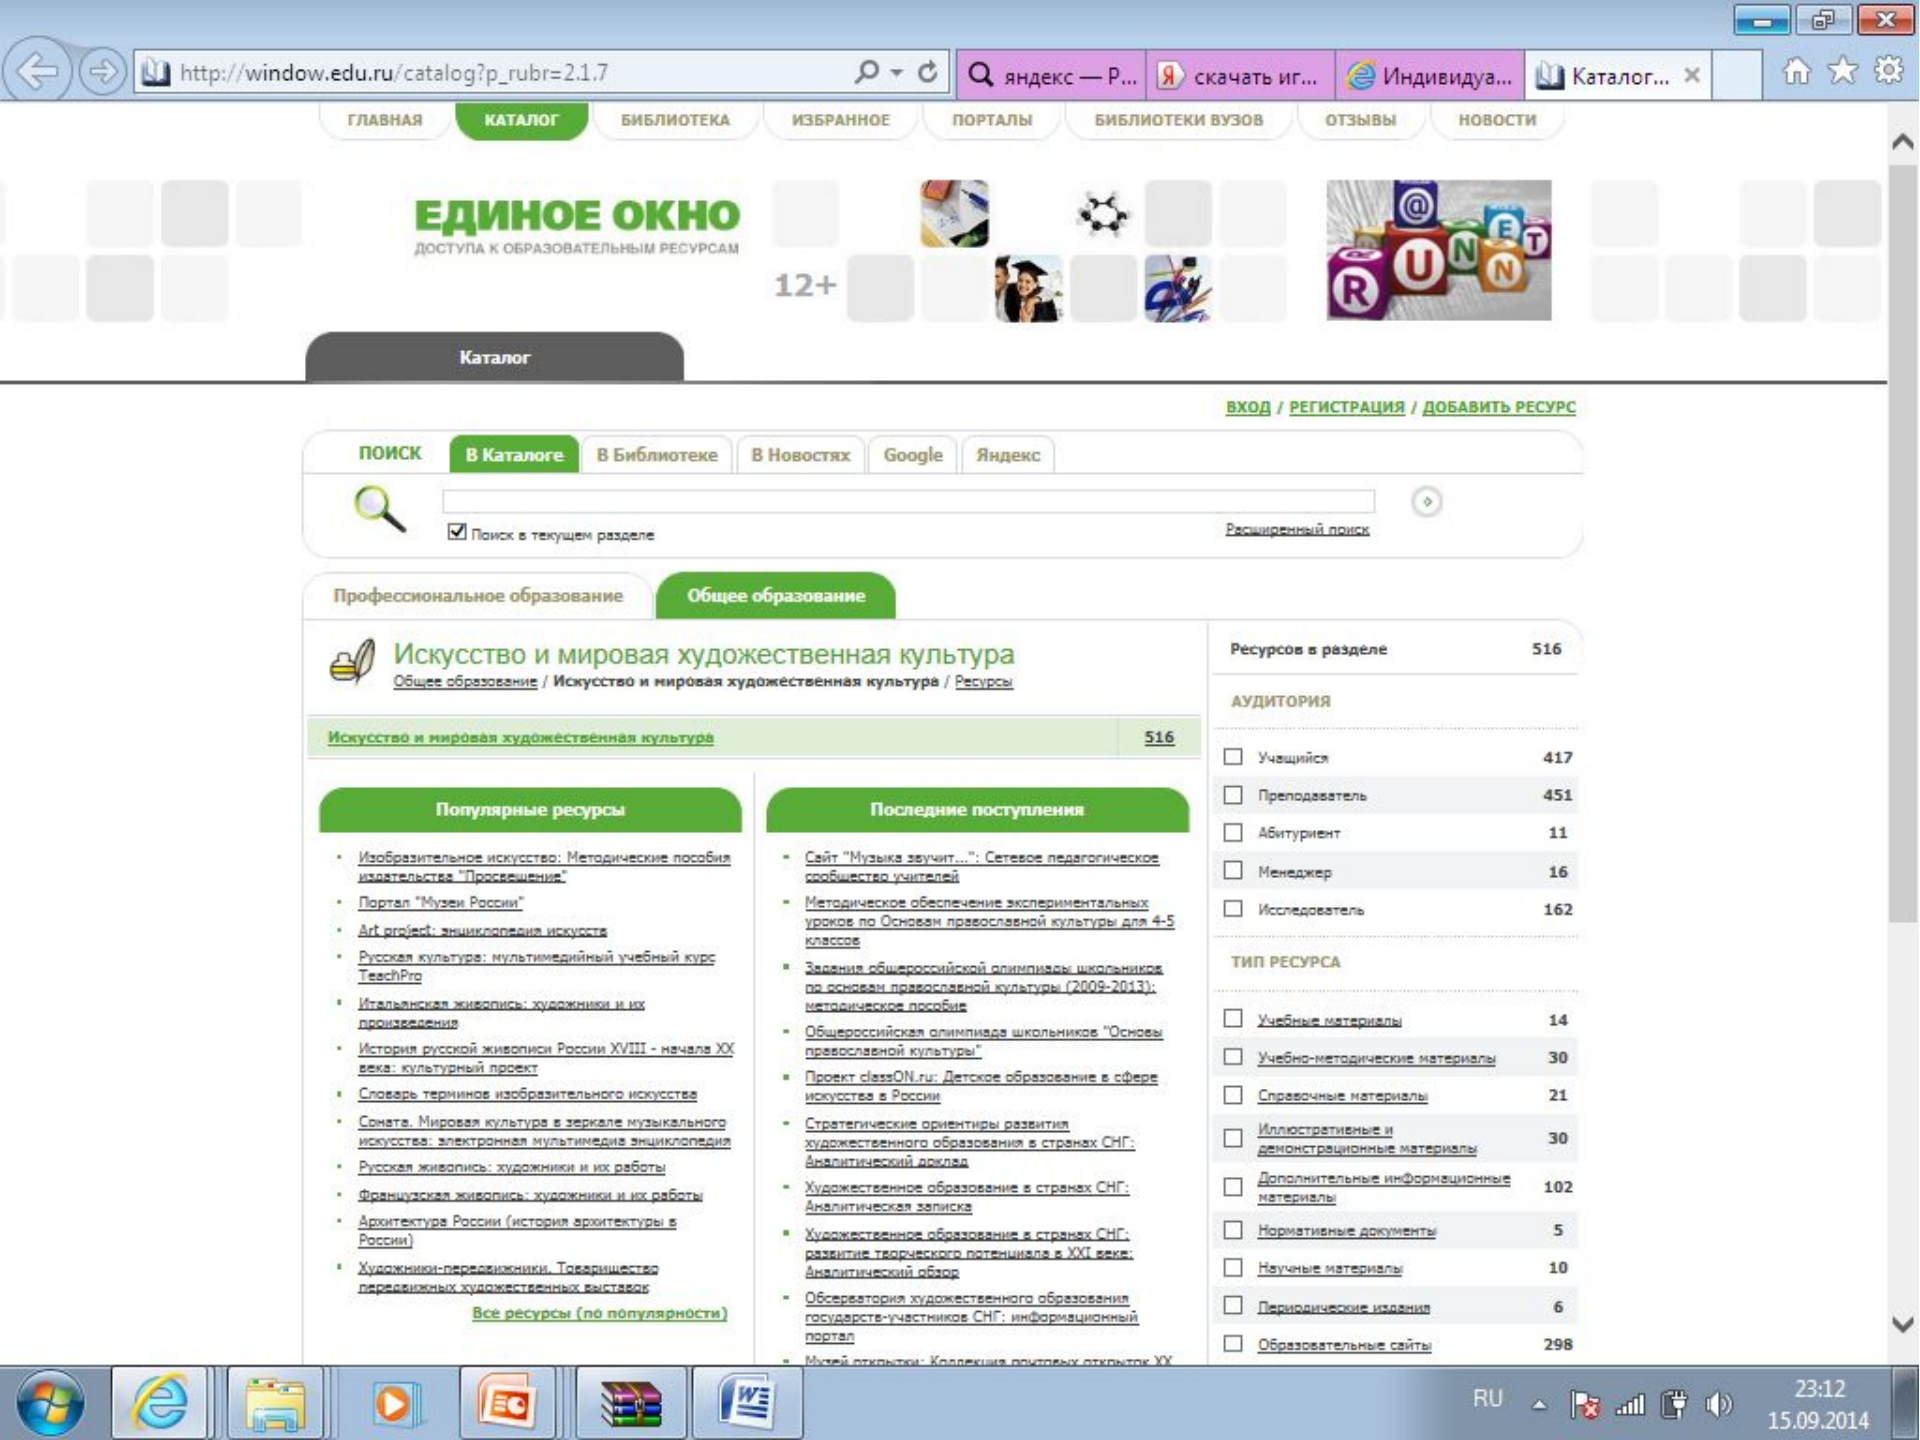 http://window.edu.ru/catalog?p_rubr=2.1.7
яндекс — Р...
скачать иг...
Индивидуа...
Каталог...
ГЛАВНАЯ
КАТАЛОГ
БИБЛИОТЕКА
ИЗБРАННОЕ
ПОРТАЛЫ
БИБЛИОТЕКИ ВУЗОВ
ОТЗЫВЫ
НОВОСТИ
ЕДИНОЕ ОКНО
ДОСТУПА К ОБРАЗОВАТЕЛЬНЫМ РЕСУРСАМ
12+
@
RUNET
N
Каталог
ВХОД / РЕГИСТРАЦИЯ / ДОБАВИТЬ РЕСУРС
ПОИСК
В Каталоге
В Библиотеке
В Новостях
Google
Яндекс
Поиск в текущем разделе
Расширенный поиск
Профессиональное образование
Общее образование
Искусство и мировая художественная культура
Общее образование / Искусство и мировая художественная культура / Ресурсы
Искусство и мировая художественная культура 516
Популярные ресурсы
Изобразительное искусство: Методические пособия
издательства "Просвещение"
Портал "Музеи России"
Art project: энциклопедия искусств
Русская культура: мультимедийный учебный курс
TeachPro
Итальянская живопись: художники и их
произведения
История русской живописи России XVIII - начала XX
века: культурный проект
Словарь терминов изобразительного искусства
Соната. Мировая культура в зеркале музыкального
искусства: электронная мультимедиа энциклопедия
Русская живопись: художники и их работы
Французская живопись: художники и их работы
Архитектура России (история архитектуры в
России)
Художники-передвижники. Товарищество
передвижных художественных выставок
Все ресурсы (по популярности)
Последние поступления
Сайт "Музыка звучит...": Сетевое педагогическое
сообщество учителей
Методическое обеспечение экспериментальных
уроков по Основам православной культуры для 4-5
классов
Задания общероссийской олимпиады школьников
по основам православной культуры (2009-2013):
методическое пособие
Общероссийская олимпиада школьников "Основы
православной культуры"
Проект classON.ru: Детское образование в сфере
искусства в России
Стратегические ориентиры развития
художественного образования в странах СНГ:
Аналитический доклад
Художественное образование в странах СНГ:
Аналитическая записка
Художественное образование в странах СНГ:
развитие творческого потенциала в XXI веке:
Аналитический обзор
Обсерватория художественного образования
государств-участников СНГ: информационный
портал
Музей открытки: Коллекция почтовых открыток XX
Ресурсов в разделе 516
АУДИТОРИЯ
Учащийся 417
Преподаватель 451
Абитуриент 11
Менеджер 16
Исследователь 162
ТИП РЕСУРСА
Учебные материалы 14
Учебно-методические материалы 30
Справочные материалы 21
Иллюстративные и
демонстрационные материалы 30
Дополнительные информационные
материалы 102
Нормативные документы 5
Научные материалы 10
Периодические издания 6
Образовательные сайты 298
RU
23:12
15.09.2014